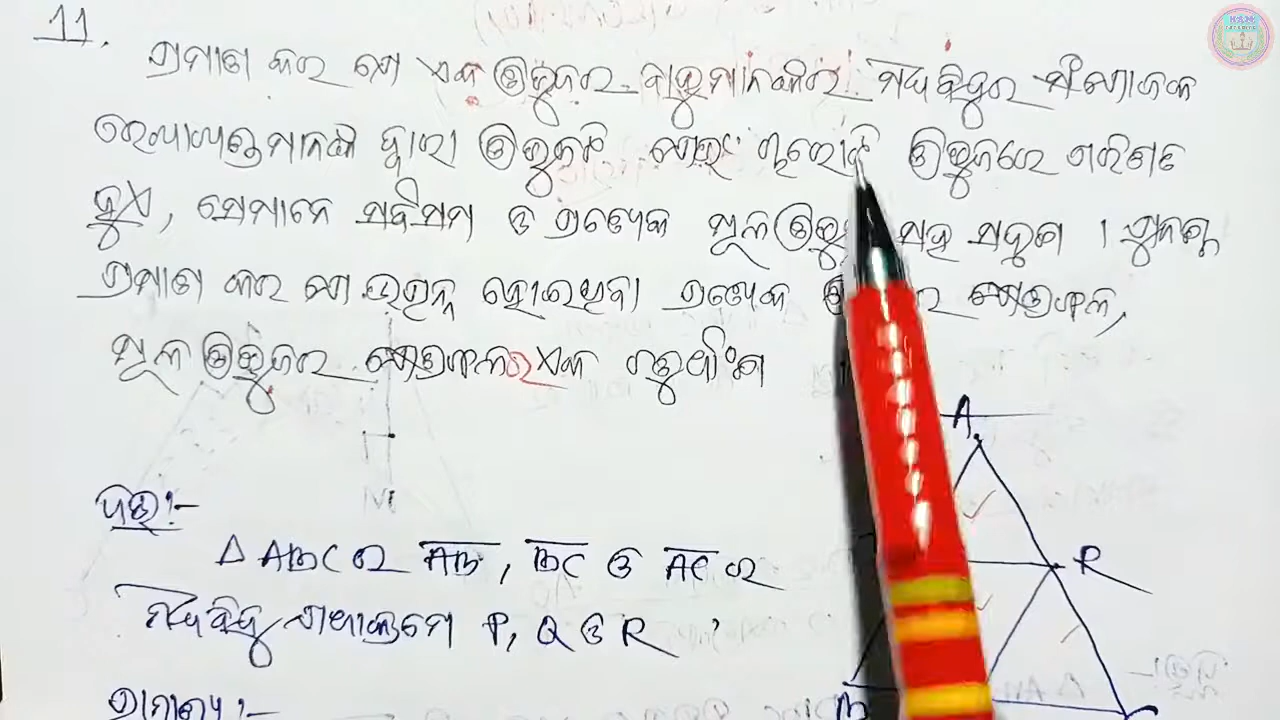 11.
ପ୍ରମାଣ କର ଯେ ଏକ ତ୍ରିଭୁଜର ବାହୁମାନଙ୍କର ମଧ୍ୟବିନ୍ଦୁର ସଂଯୋଜକ
ରେଖାଖଣ୍ଡମାନଙ୍କ ଦ୍ୱାରା ତ୍ରିଭୁଜଟି ଯେଉଁ ତ୍ରିଭୁଜରେ ପରିଣତ
ହୁଏ, ସେମାନେ ସର୍ବସମ ଓ ପ୍ରତ୍ୟେକ ମୂଳ ସହ ସଦୃଶ । ପୁନଶ୍ଚ
ପ୍ରମାଣ କର ଯେ ଉତ୍ପନ୍ନ ହୋଇଥିବା ପ୍ରତ୍ୟେକ କ୍ଷେତ୍ରଫଳ,
ମୂଳ ତ୍ରିଭୁଜର କ୍ଷେତ୍ରଫଳର ଏକ ଚତୁର୍ଥାଂଶ
A
ଦତ୍ତ :-
Δ ABC ର AB, BC ଓ AC ର
R
ମଧ୍ୟବିନ୍ଦୁ ଯଥାକ୍ରମେ P, Q ଓ R
B
C
ପ୍ରାମାଣ୍ୟ :-